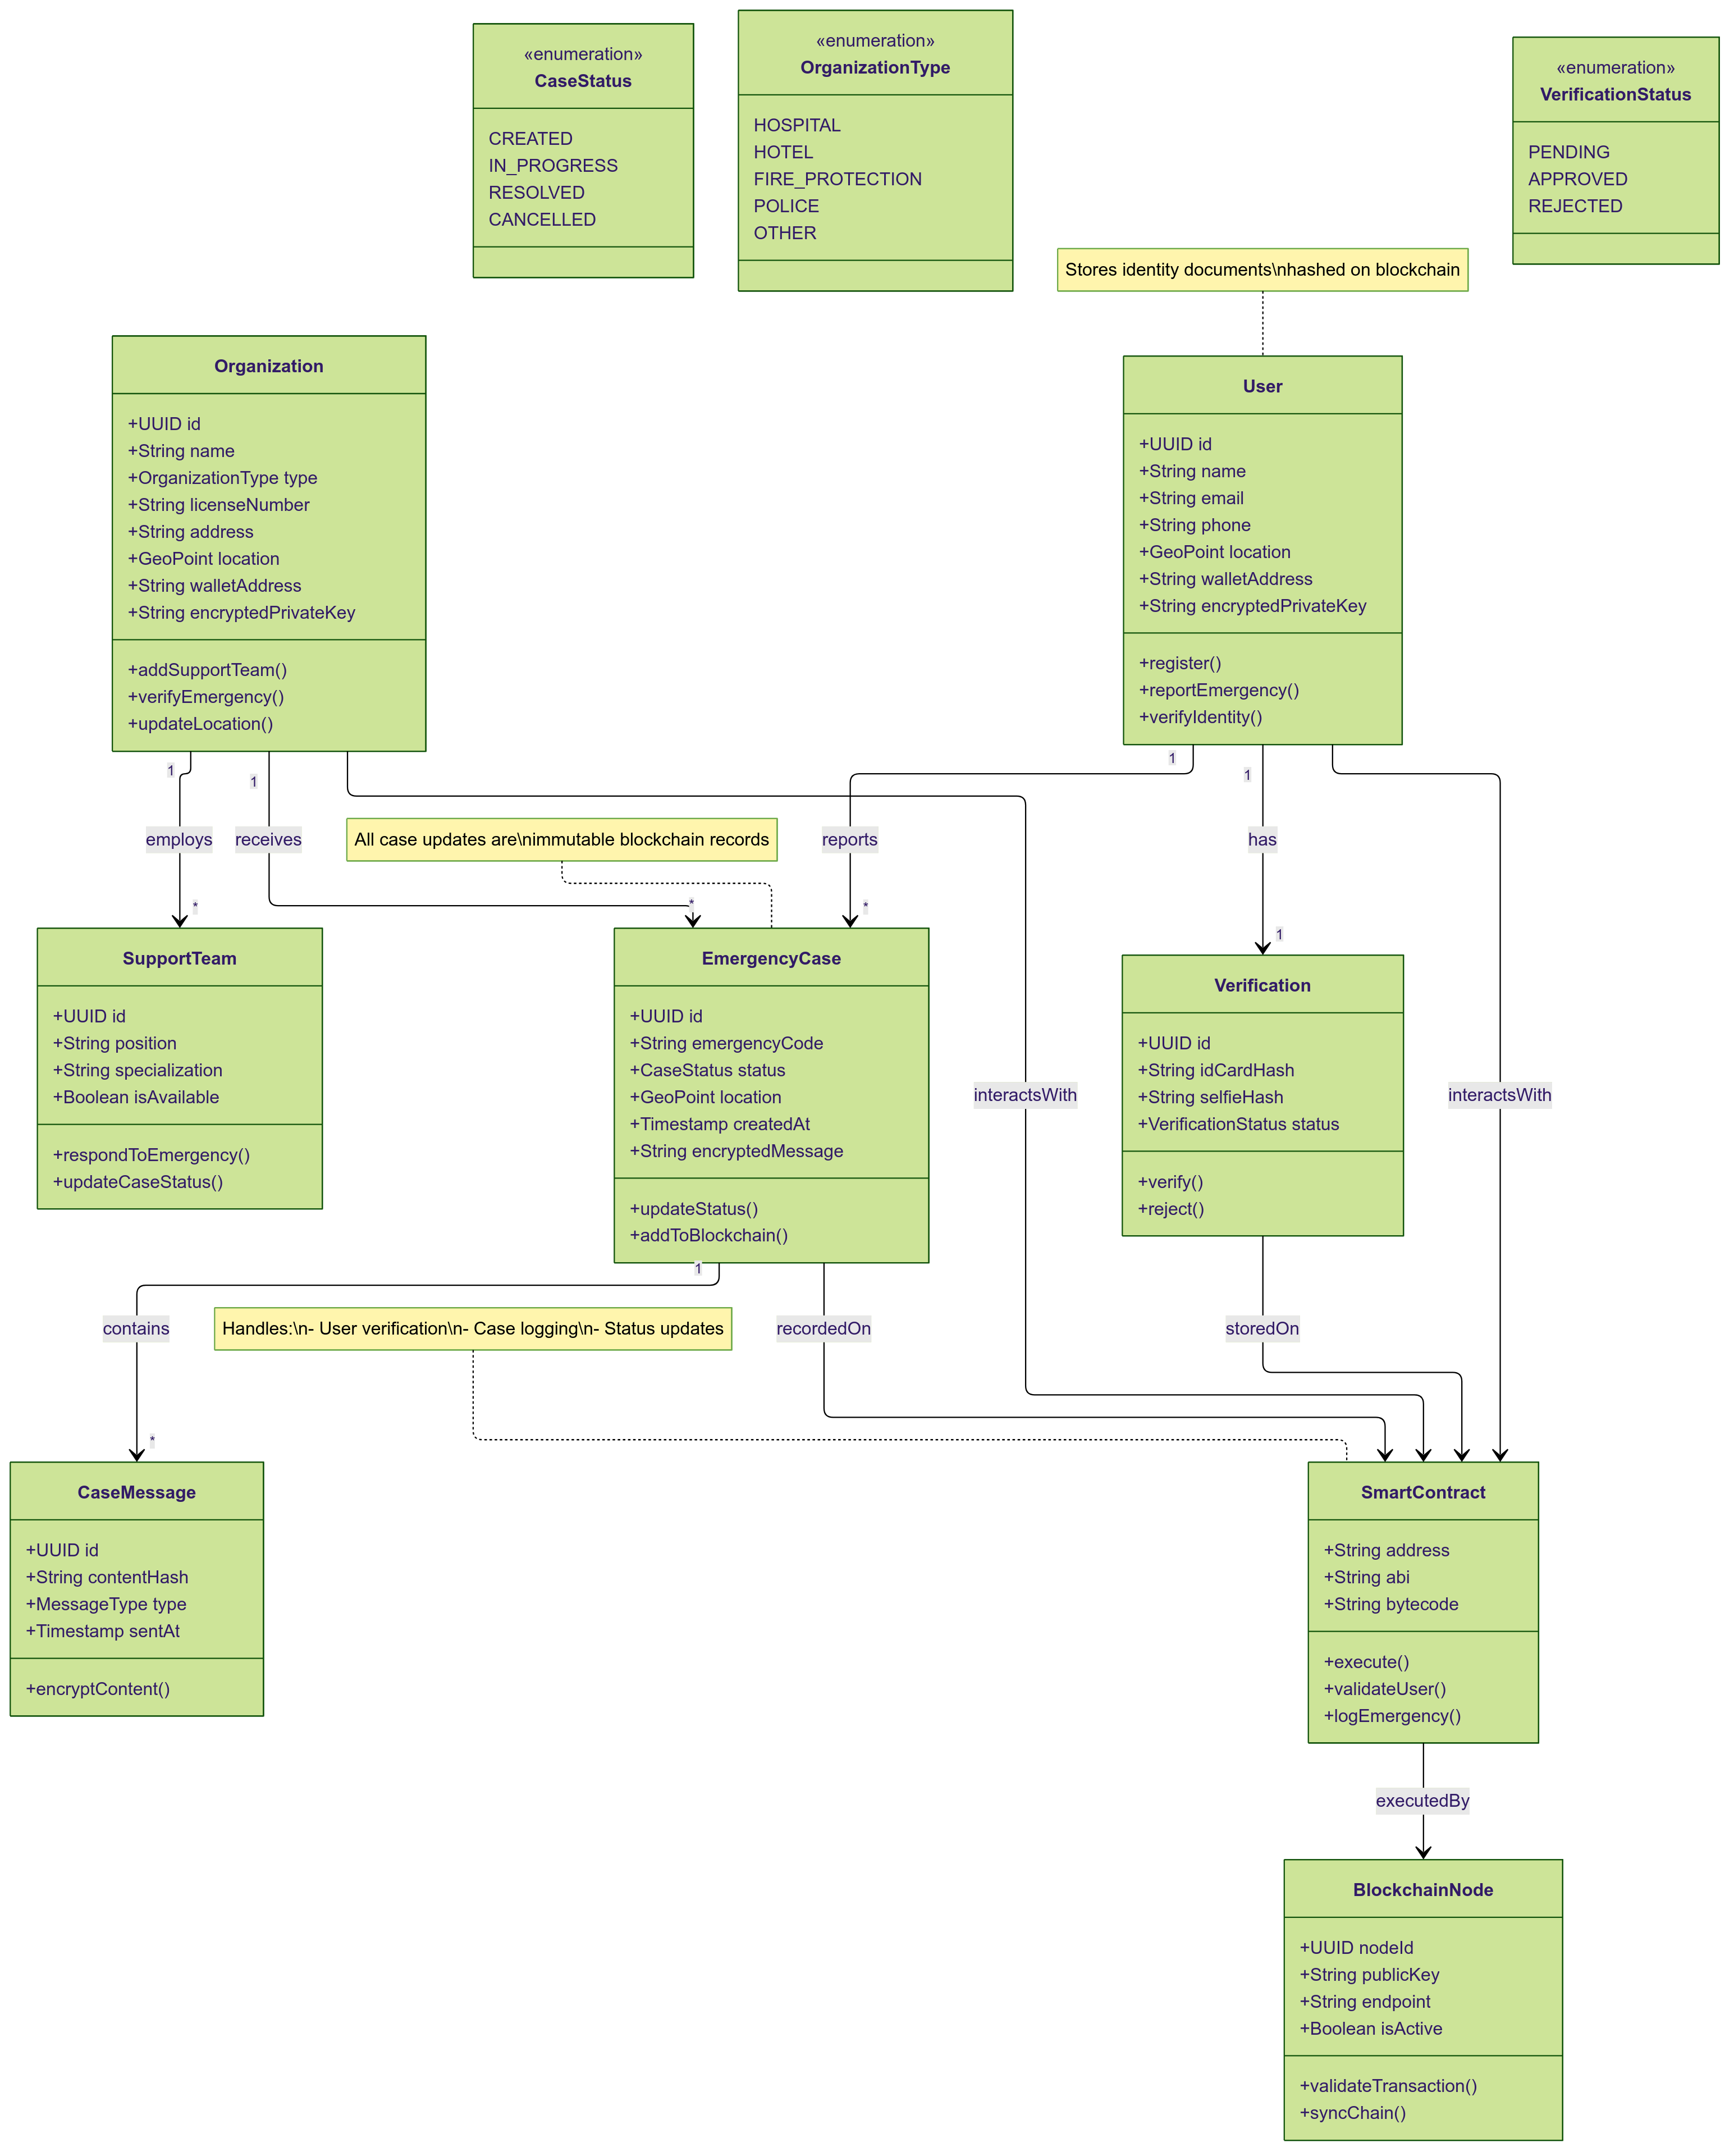 «enumeration»
CaseStatus
CREATED
IN_PROGRESS
RESOLVED
CANCELLED
«enumeration»
OrganizationType
HOSPITAL
HOTEL
FIRE_PROTECTION
POLICE
OTHER
«enumeration»
VerificationStatus
PENDING
APPROVED
REJECTED
Stores identity documents\nhashed on blockchain
Organization
+UUID id
+String name
+OrganizationType type
+String licenseNumber
+String address
+GeoPoint location
+String walletAddress
+String encryptedPrivateKey
+addSupportTeam()
+verifyEmergency()
+updateLocation()
User
+UUID id
+String name
+String email
+String phone
+GeoPoint location
+String walletAddress
+String encryptedPrivateKey
+register()
+reportEmergency()
+verifyIdentity()
1
1
1
1
employs
receives
All case updates are\nimmutable blockchain records
reports
has
*
*
*
1
SupportTeam
+UUID id
+String position
+String specialization
+Boolean isAvailable
+respondToEmergency()
+updateCaseStatus()
EmergencyCase
+UUID id
+String emergencyCode
+CaseStatus status
+GeoPoint location
+Timestamp createdAt
+String encryptedMessage
+updateStatus()
+addToBlockchain()
interactsWith
Verification
+UUID id
+String idCardHash
+String selfieHash
+VerificationStatus status
+verify()
+reject()
interactsWith
1
contains
Handles:\n- User verification\n- Case logging\n- Status updates
recordedOn
storedOn
*
CaseMessage
+UUID id
+String contentHash
+MessageType type
+Timestamp sentAt
+encryptContent()
SmartContract
+String address
+String abi
+String bytecode
+execute()
+validateUser()
+logEmergency()
executedBy
BlockchainNode
+UUID nodeId
+String publicKey
+String endpoint
+Boolean isActive
+validateTransaction()
+syncChain()